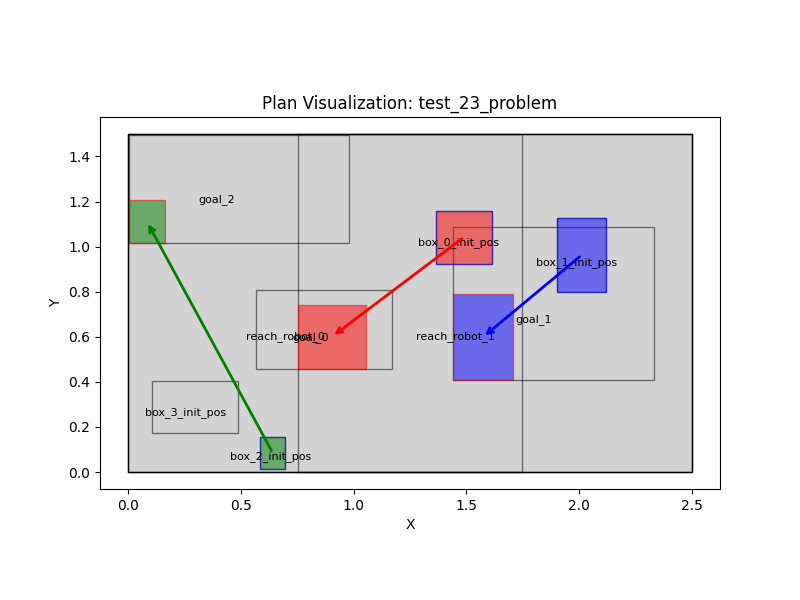 Plan Visualization: test_23_problem
Y
1.4
1.2
1.0
0.8
0.6
0.4
0.2
0.0
goal_2
box_0_init_pos
box_1_init_pos
goal_1
reach_robot_0
goal_0
reach_robot_1
box_3_init_pos
box_2_init_pos
0.0
0.5
1.0
1.5
2.0
2.5
X